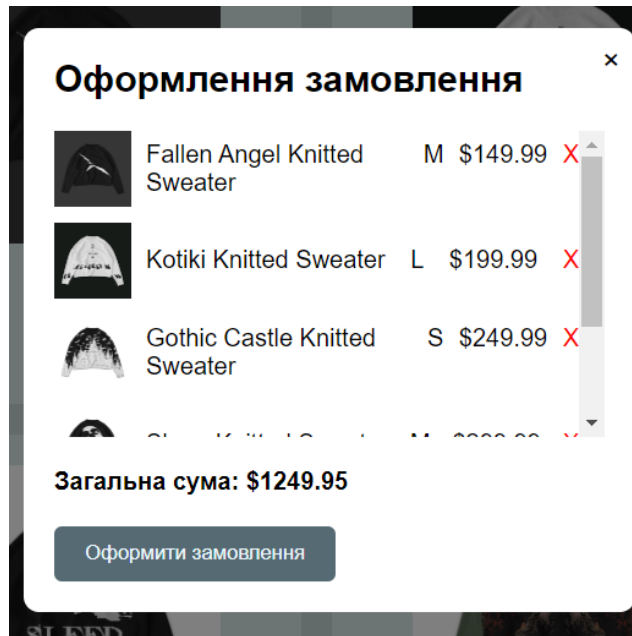 ×
Оформлення замовлення
Fallen Angel Knitted M $149.99 X
Sweater
Kotiki Knitted Sweater L $199.99 X
Gothic Castle Knitted S $249.99 X
Sweater
Загальна сума: $1249.95
Оформити замовлення
SLEEP